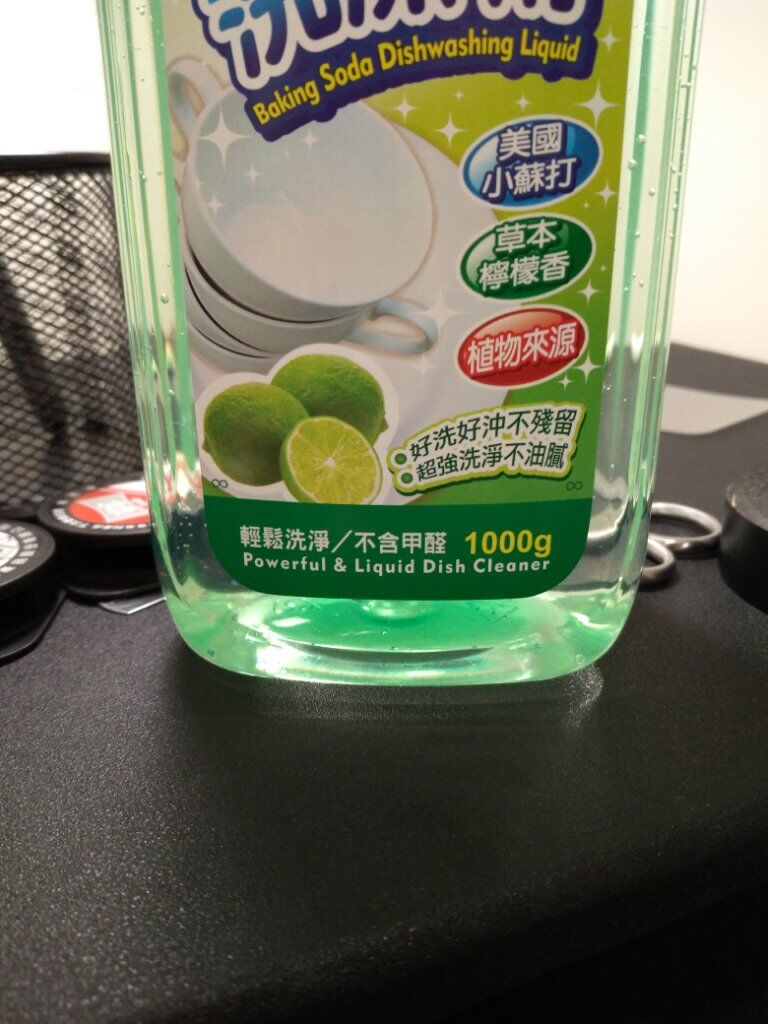 Baking Soda Dishwashing Liquid
美國
小蘇打
草本
檸檬香
植物來源
好洗好沖不殘留
超強洗淨不油膩
輕鬆洗淨／不含甲醛 1000g
Powerful & Liquid Dish Cleaner